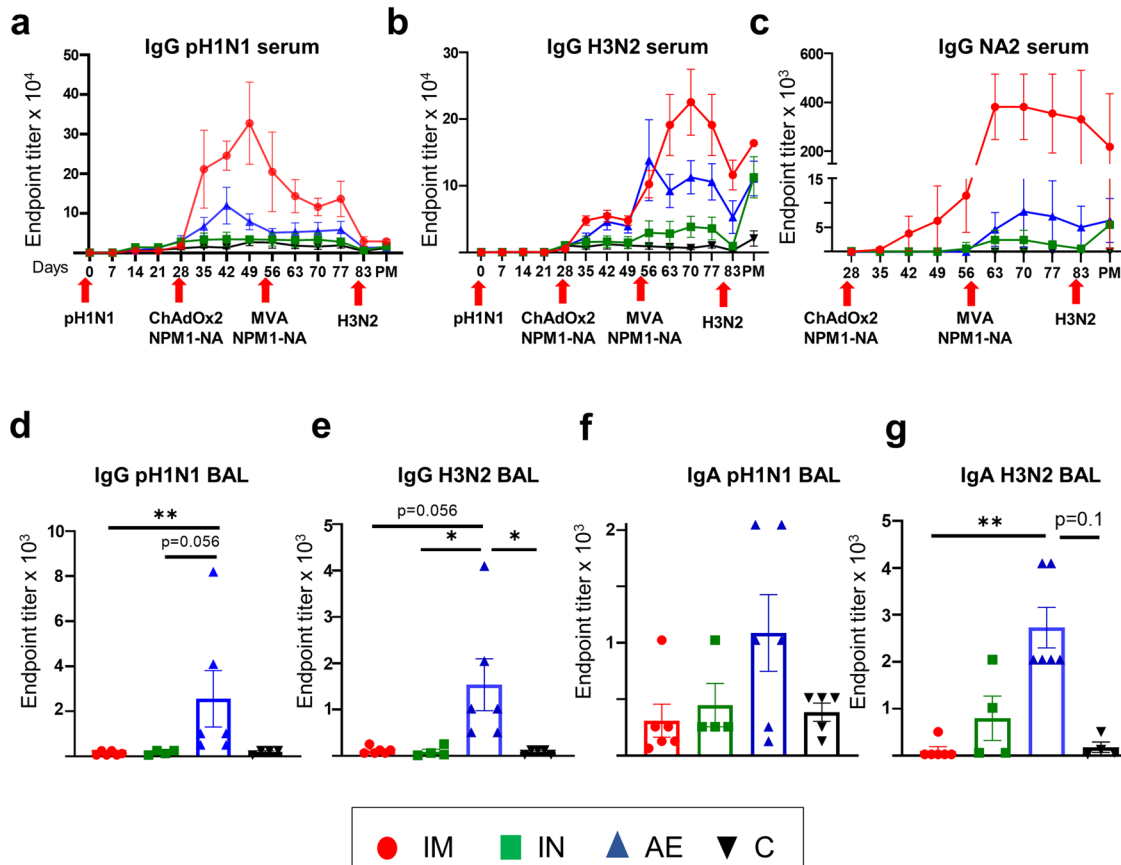 a
IgG pH1N1 serum
Endpoint titer x 10⁴
50
40
30
20
10
Days
0 7 14 21 28 35 42 49 56 63 70 77 83 PM
pH1N1
ChAdOx2
NPM1-NA
MVA
NPM1-NA
H3N2
b
IgG H3N2 serum
Endpoint titer x 10⁴
30
20
10
0
0 7 14 21 28 35 42 49 56 63 70 77 83 PM
pH1N1
ChAdOx2
NPM1-NA
MVA
NPM1-NA
H3N2
c
IgG NA2 serum
Endpoint titer x 10³
600
400
200
15
10
5
0
28 35 42 49 56 63 70 77 83 PM
ChAdOx2
NPM1-NA
MVA
NPM1-NA
H3N2
d
IgG pH1N1 BAL
Endpoint titer x 10³
10
8
6
4
2
0
**
p=0.056
e
IgG H3N2 BAL
Endpoint titer x 10³
5
4
3
2
1
0
p=0.056
*
*
f
IgA pH1N1 BAL
Endpoint titer x 10³
2
1
0
g
IgA H3N2 BAL
Endpoint titer x 10³
5
4
3
2
1
0
**
p=0.1
IM IN AE C